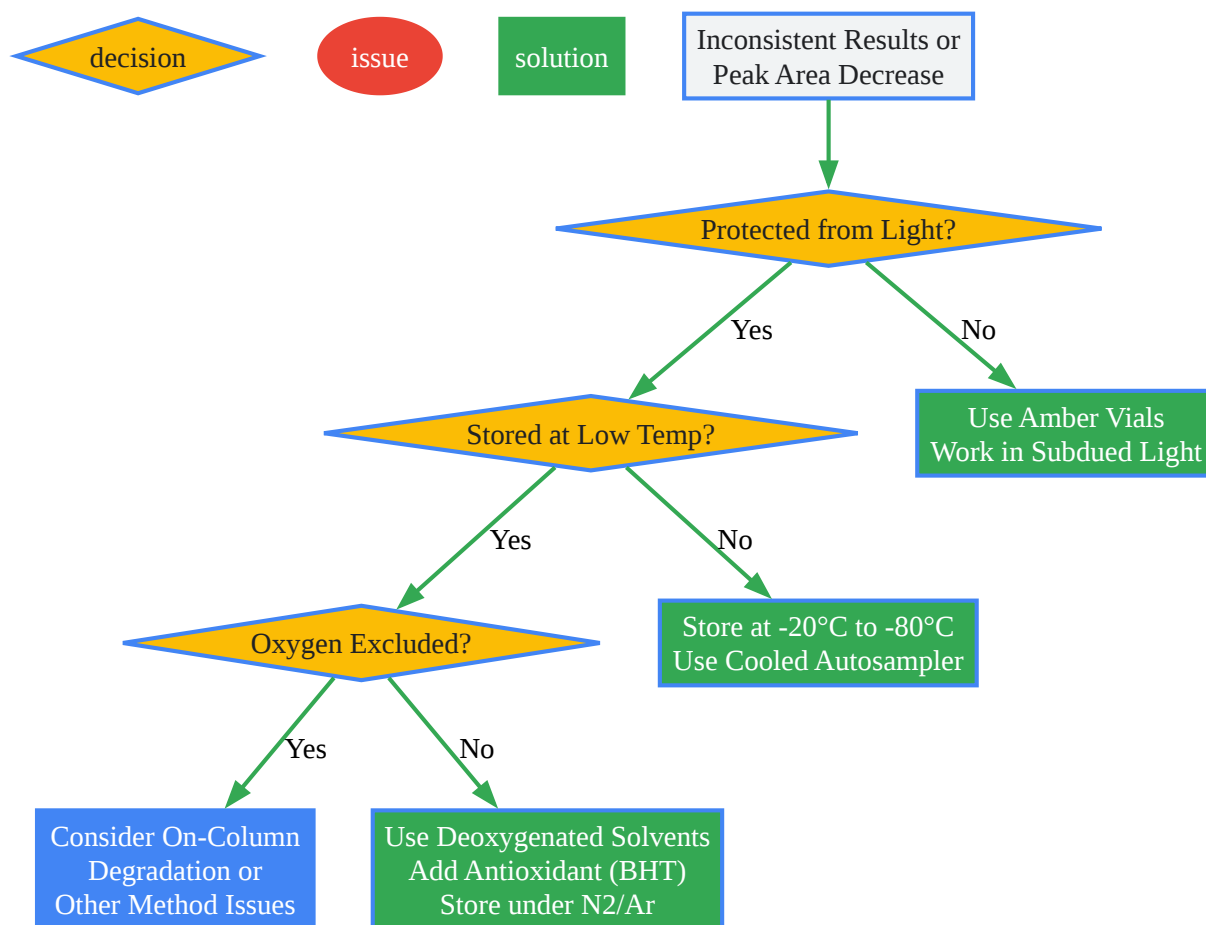 decision
issue
solution
Inconsistent Results or
Peak Area Decrease
Protected from Light?
Yes
No
Stored at Low Temp?
Use Amber Vials
Work in Subdued Light
Yes
No
Oxygen Excluded?
Store at -20°C to -80°C
Use Cooled Autosampler
Yes
No
Consider On-Column
Degradation or
Other Method Issues
Use Deoxygenated Solvents
Add Antioxidant (BHT)
Store under N2/Ar